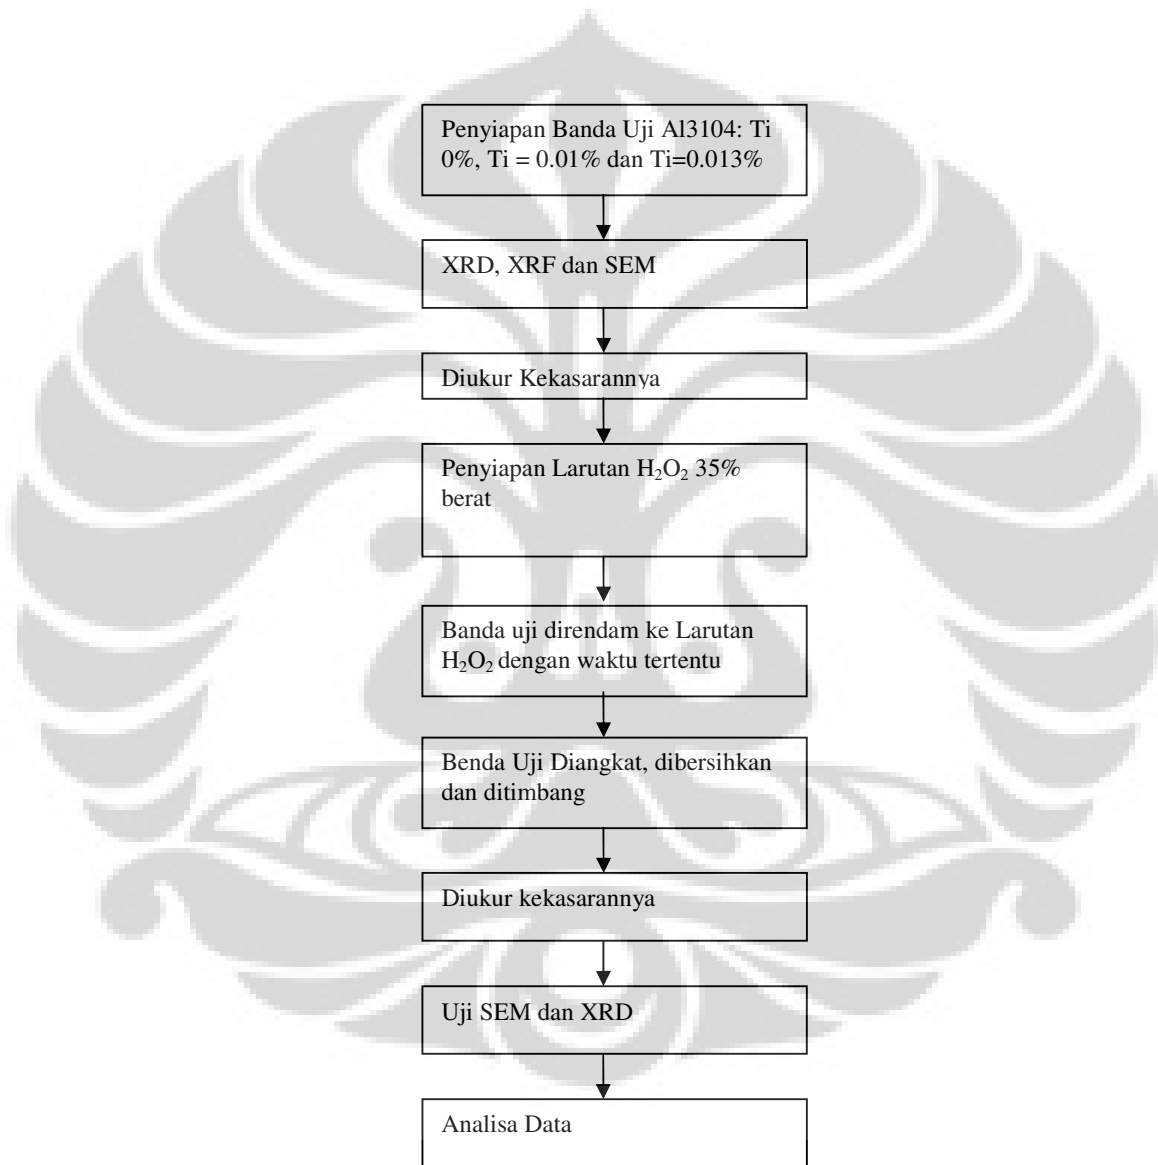 Penyiapan Banda Uji Al3104: Ti
0%, Ti = 0.01% dan Ti=0.013%
XRD, XRF dan SEM
Diukur Kekasarannya
Penyiapan Larutan H₂O₂ 35%
berat
Banda uji direndam ke Larutan
H₂O₂ dengan waktu tertentu
Benda Uji Diangkat, dibersihkan
dan ditimbang
Diukur kekasarannya
Uji SEM dan XRD
Analisa Data